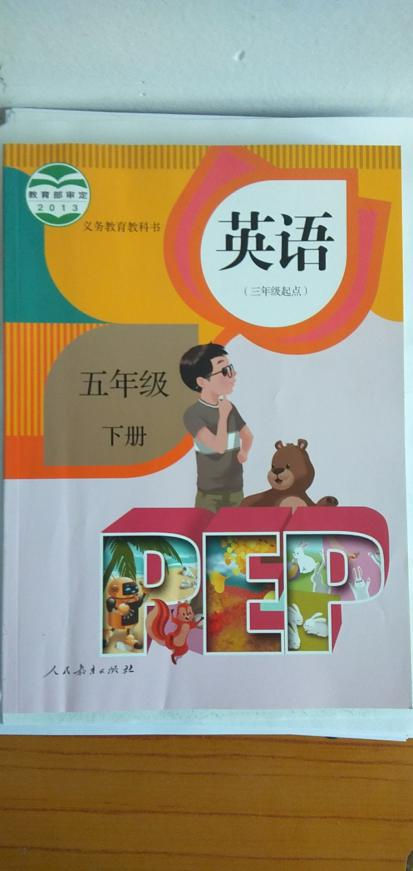 教育部审定
2013
义务教育教科书
英语
（三年级起点）
五年级
下册
PEP
人民教育出版社